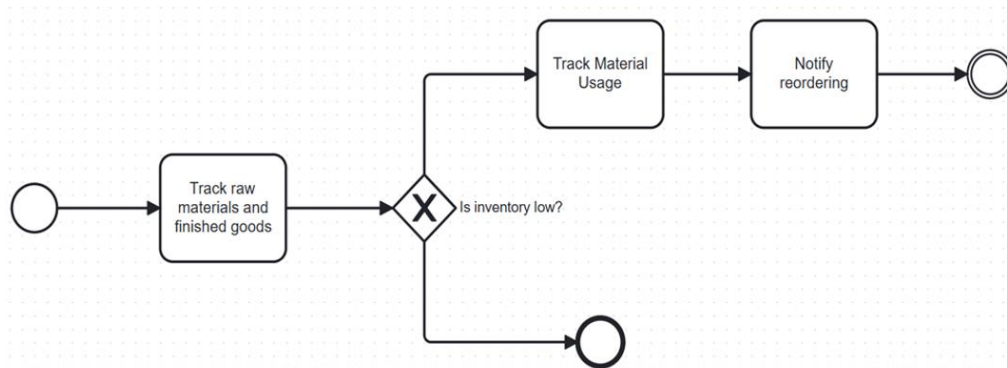 Track Material
Usage
Notify
reordering
Track raw
materials and
finished goods
Is inventory low?